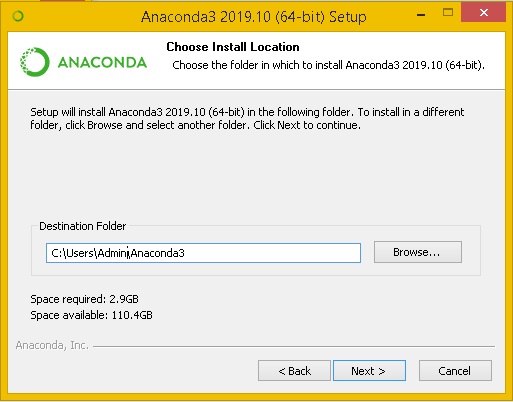 Anaconda3 2019.10 (64-bit) Setup
ANACONDA
Choose Install Location
Choose the folder in which to install Anaconda3 2019.10 (64-bit).
Setup will install Anaconda3 2019.10 (64-bit) in the following folder. To install in a different
folder, click Browse and select another folder. Click Next to continue.
Destination Folder
C:\Users\Admin\Anaconda3
Browse...
Space required: 2.9GB
Space available: 110.4GB
Anaconda, Inc.
< Back
Next >
Cancel